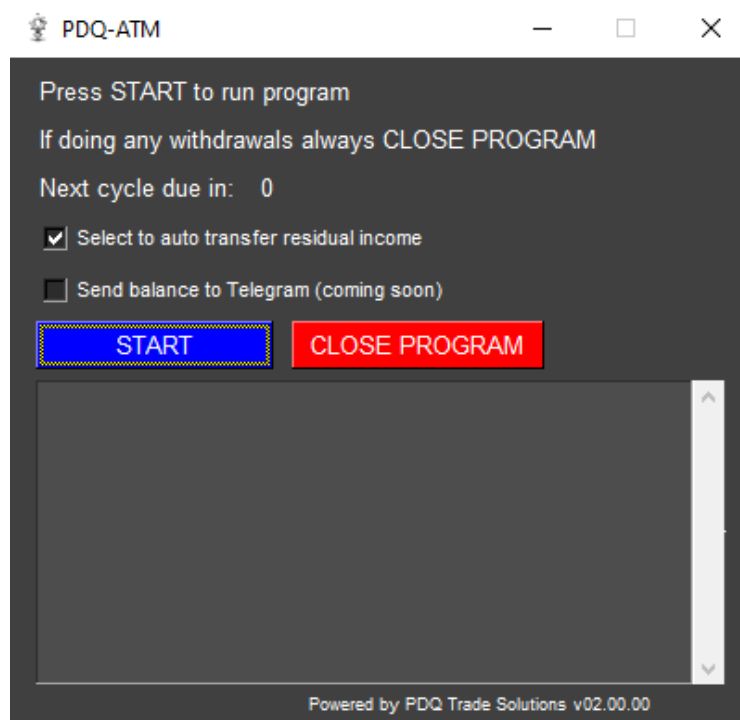 PDQ-ATM
Press START to run program
If doing any withdrawals always CLOSE PROGRAM
Next cycle due in: 0
Select to auto transfer residual income
Send balance to Telegram (coming soon)
START CLOSE PROGRAM
Powered by PDQ Trade Solutions v02.00.00